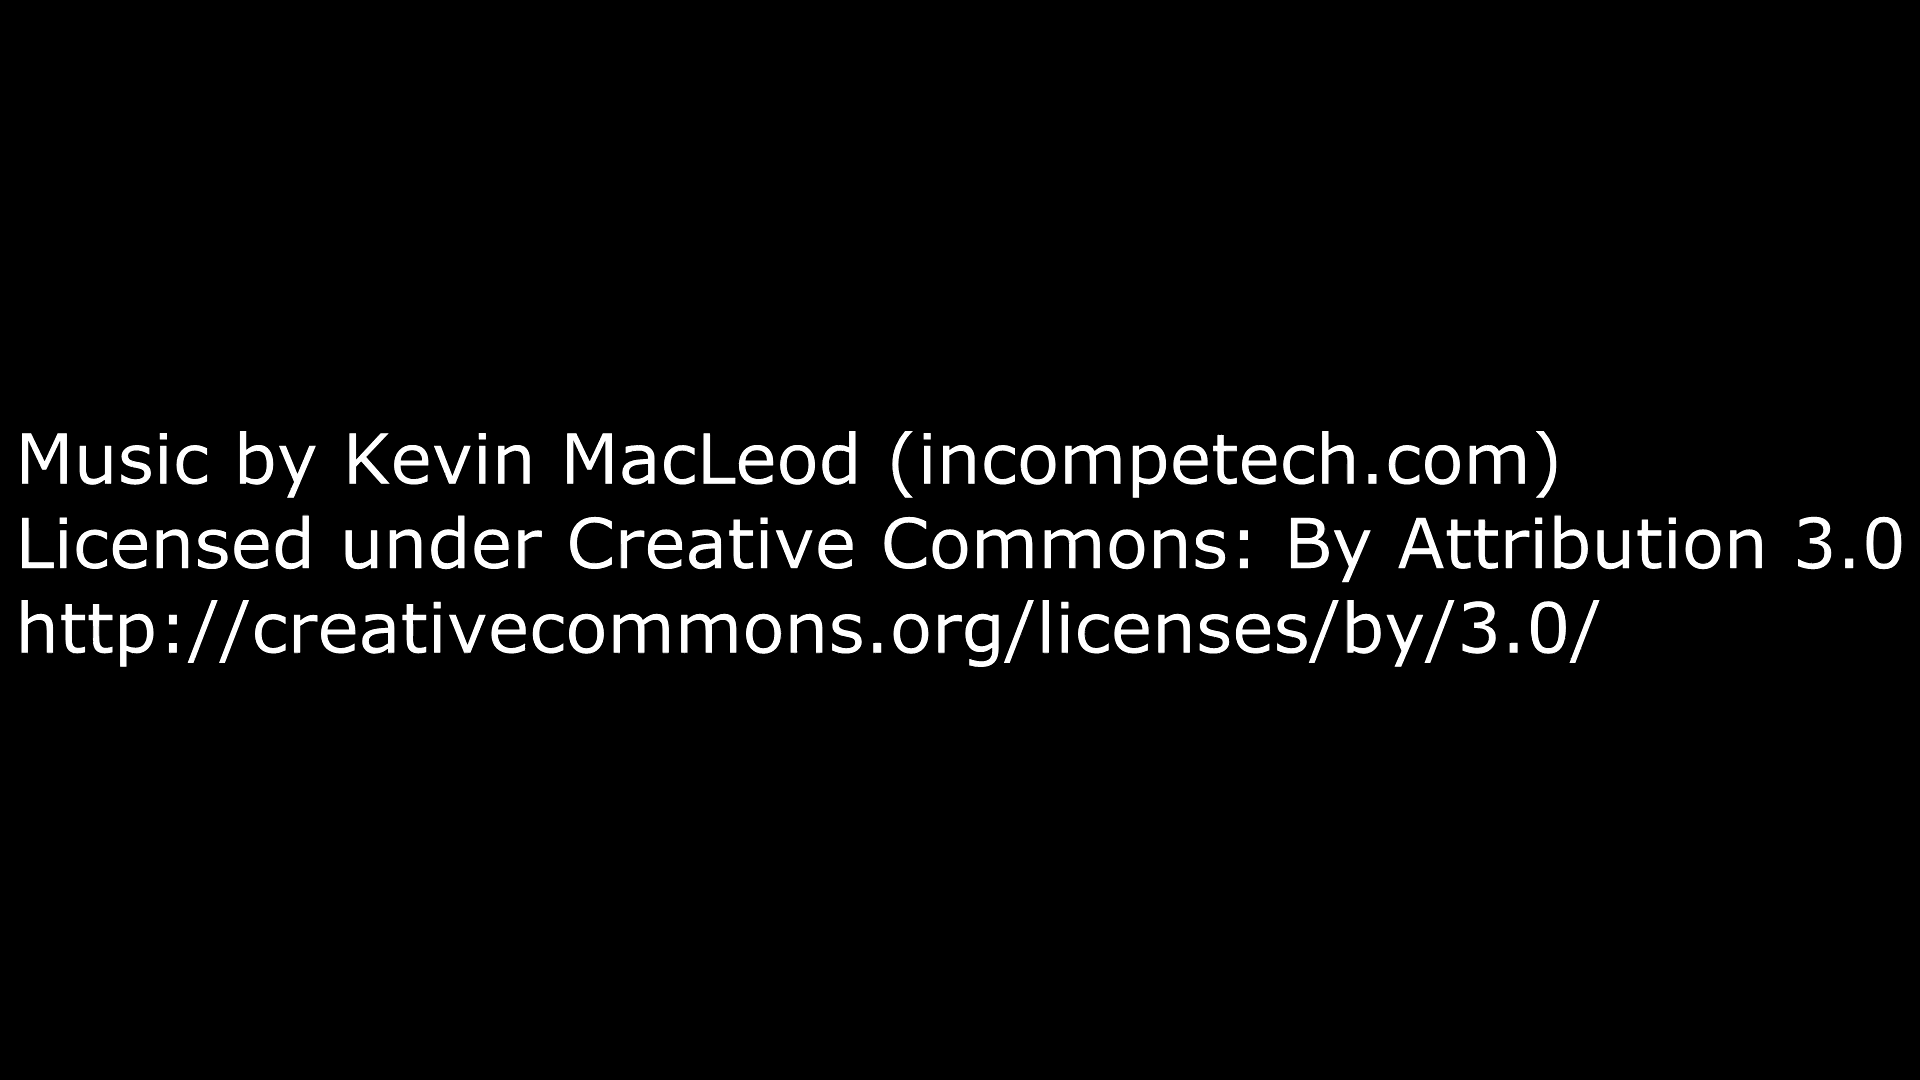 Music by Kevin MacLeod (incompetech.com)
Licensed under Creative Commons: By Attribution 3.0
http://creativecommons.org/licenses/by/3.0/